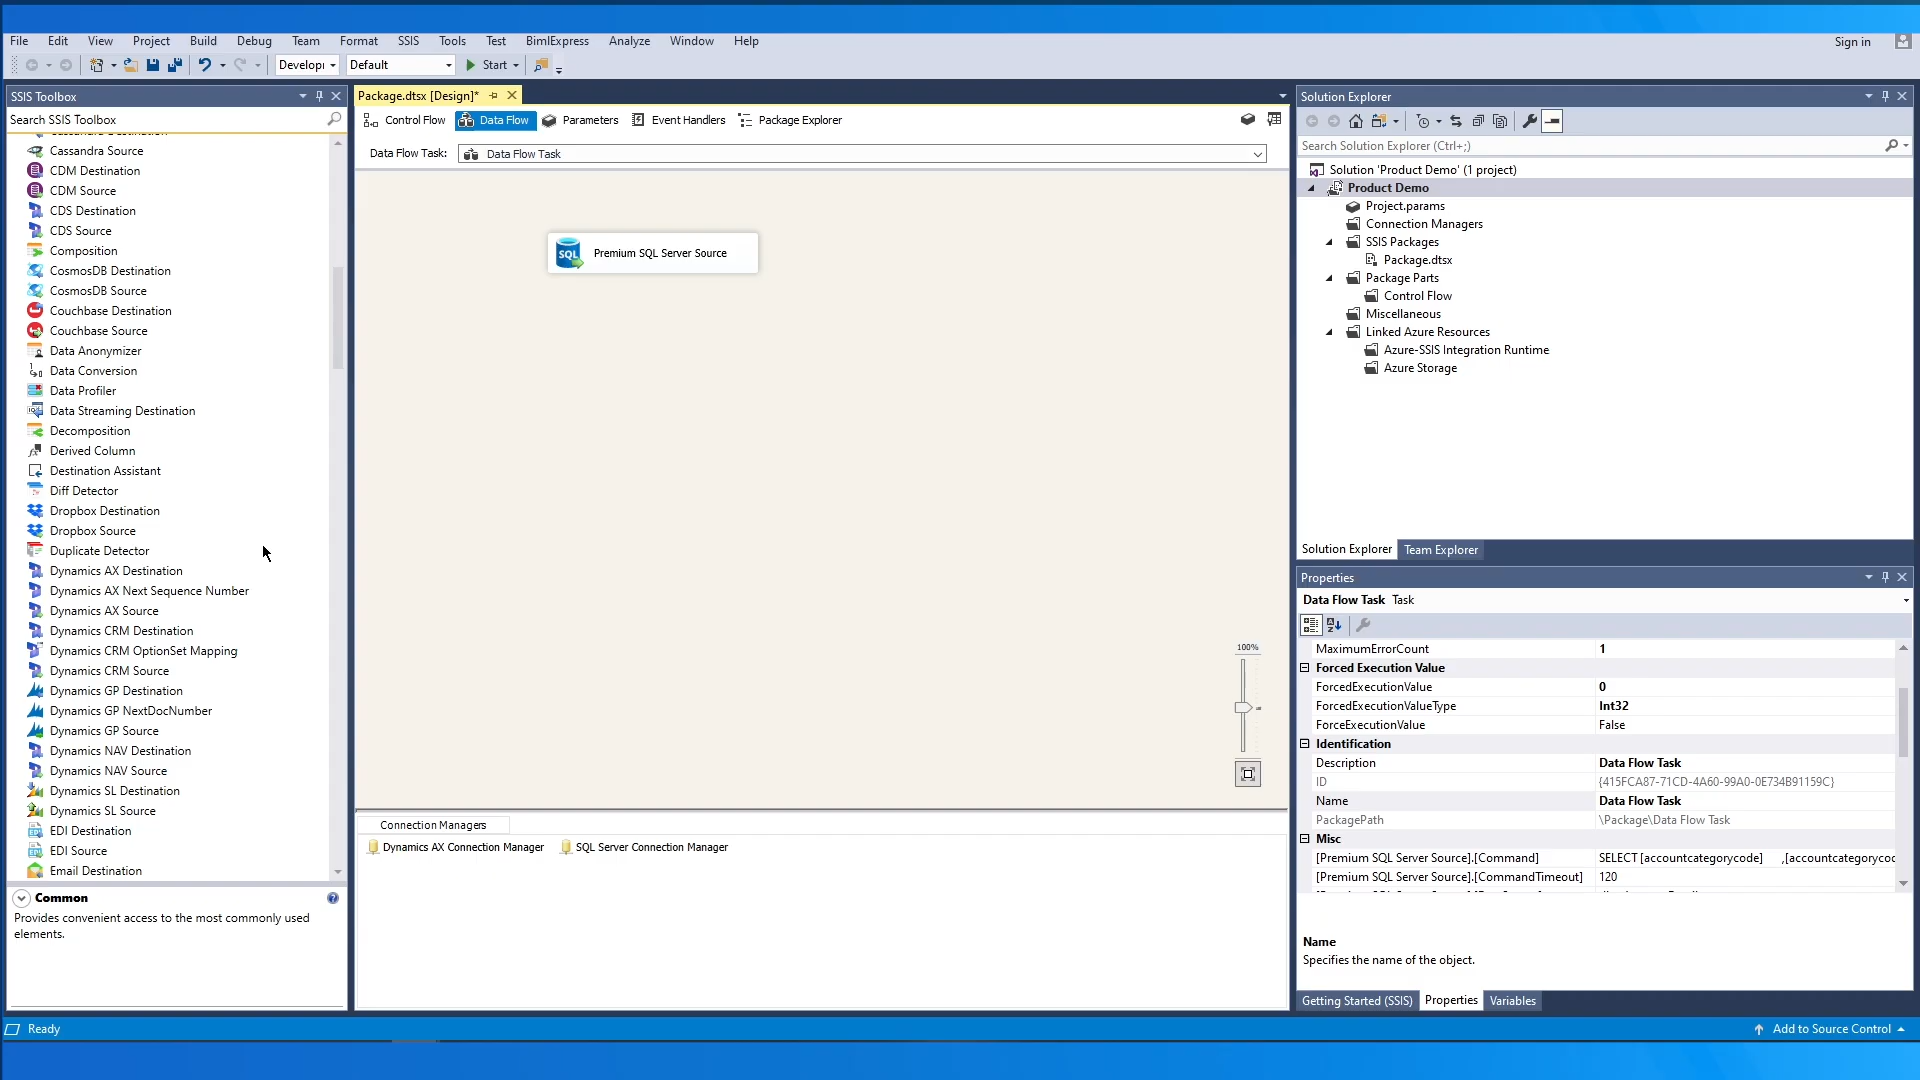 File Edit View Project Build Debug Team Format SSIS Tools Test BimlExpress Analyze Window Help
Sign in
Develop Default Start
SSIS Toolbox
Search SSIS Toolbox
Cassandra Destination
Cassandra Source
CDM Destination
CDM Source
CDS Destination
CDS Source
Composition
CosmosDB Destination
CosmosDB Source
Couchbase Destination
Couchbase Source
Data Anonymizer
Data Conversion
Data Profiler
Data Streaming Destination
Decomposition
Derived Column
Destination Assistant
Diff Detector
Dropbox Destination
Dropbox Source
Duplicate Detector
Dynamics AX Destination
Dynamics AX Next Sequence Number
Dynamics AX Source
Dynamics CRM Destination
Dynamics CRM OptionSet Mapping
Dynamics CRM Source
Dynamics GP Destination
Dynamics GP NextDocNumber
Dynamics GP Source
Dynamics NAV Destination
Dynamics NAV Source
Dynamics SL Destination
Dynamics SL Source
EDI Destination
EDI Source
Email Destination
Common
Provides convenient access to the most commonly used
elements.
Package.dtsx [Design]*
Control Flow Data Flow Parameters Event Handlers Package Explorer
Data Flow Task: Data Flow Task
SQL Premium SQL Server Source
100%
Connection Managers
Dynamics AX Connection Manager SQL Server Connection Manager
Solution Explorer
Search Solution Explorer (Ctrl+;)
Solution 'Product Demo' (1 project)
Product Demo
Project.params
Connection Managers
SSIS Packages
Package.dtsx
Package Parts
Control Flow
Miscellaneous
Linked Azure Resources
Azure-SSIS Integration Runtime
Azure Storage
Solution Explorer Team Explorer
Properties
Data Flow Task Task
MaximumErrorCount 1
Forced Execution Value
ForcedExecutionValue 0
ForcedExecutionValueType Int32
ForceExecutionValue False
Identification
Description Data Flow Task
ID {415FCA87-71CD-4A60-99A0-0E734B91159C}
Name Data Flow Task
PackagePath \Package\Data Flow Task
Misc
[Premium SQL Server Source].[Command] SELECT [accountcategorycode] ,[accountcategorycoc
[Premium SQL Server Source].[CommandTimeout] 120
Name
Specifies the name of the object.
Getting Started (SSIS) Properties Variables
Ready
Add to Source Control